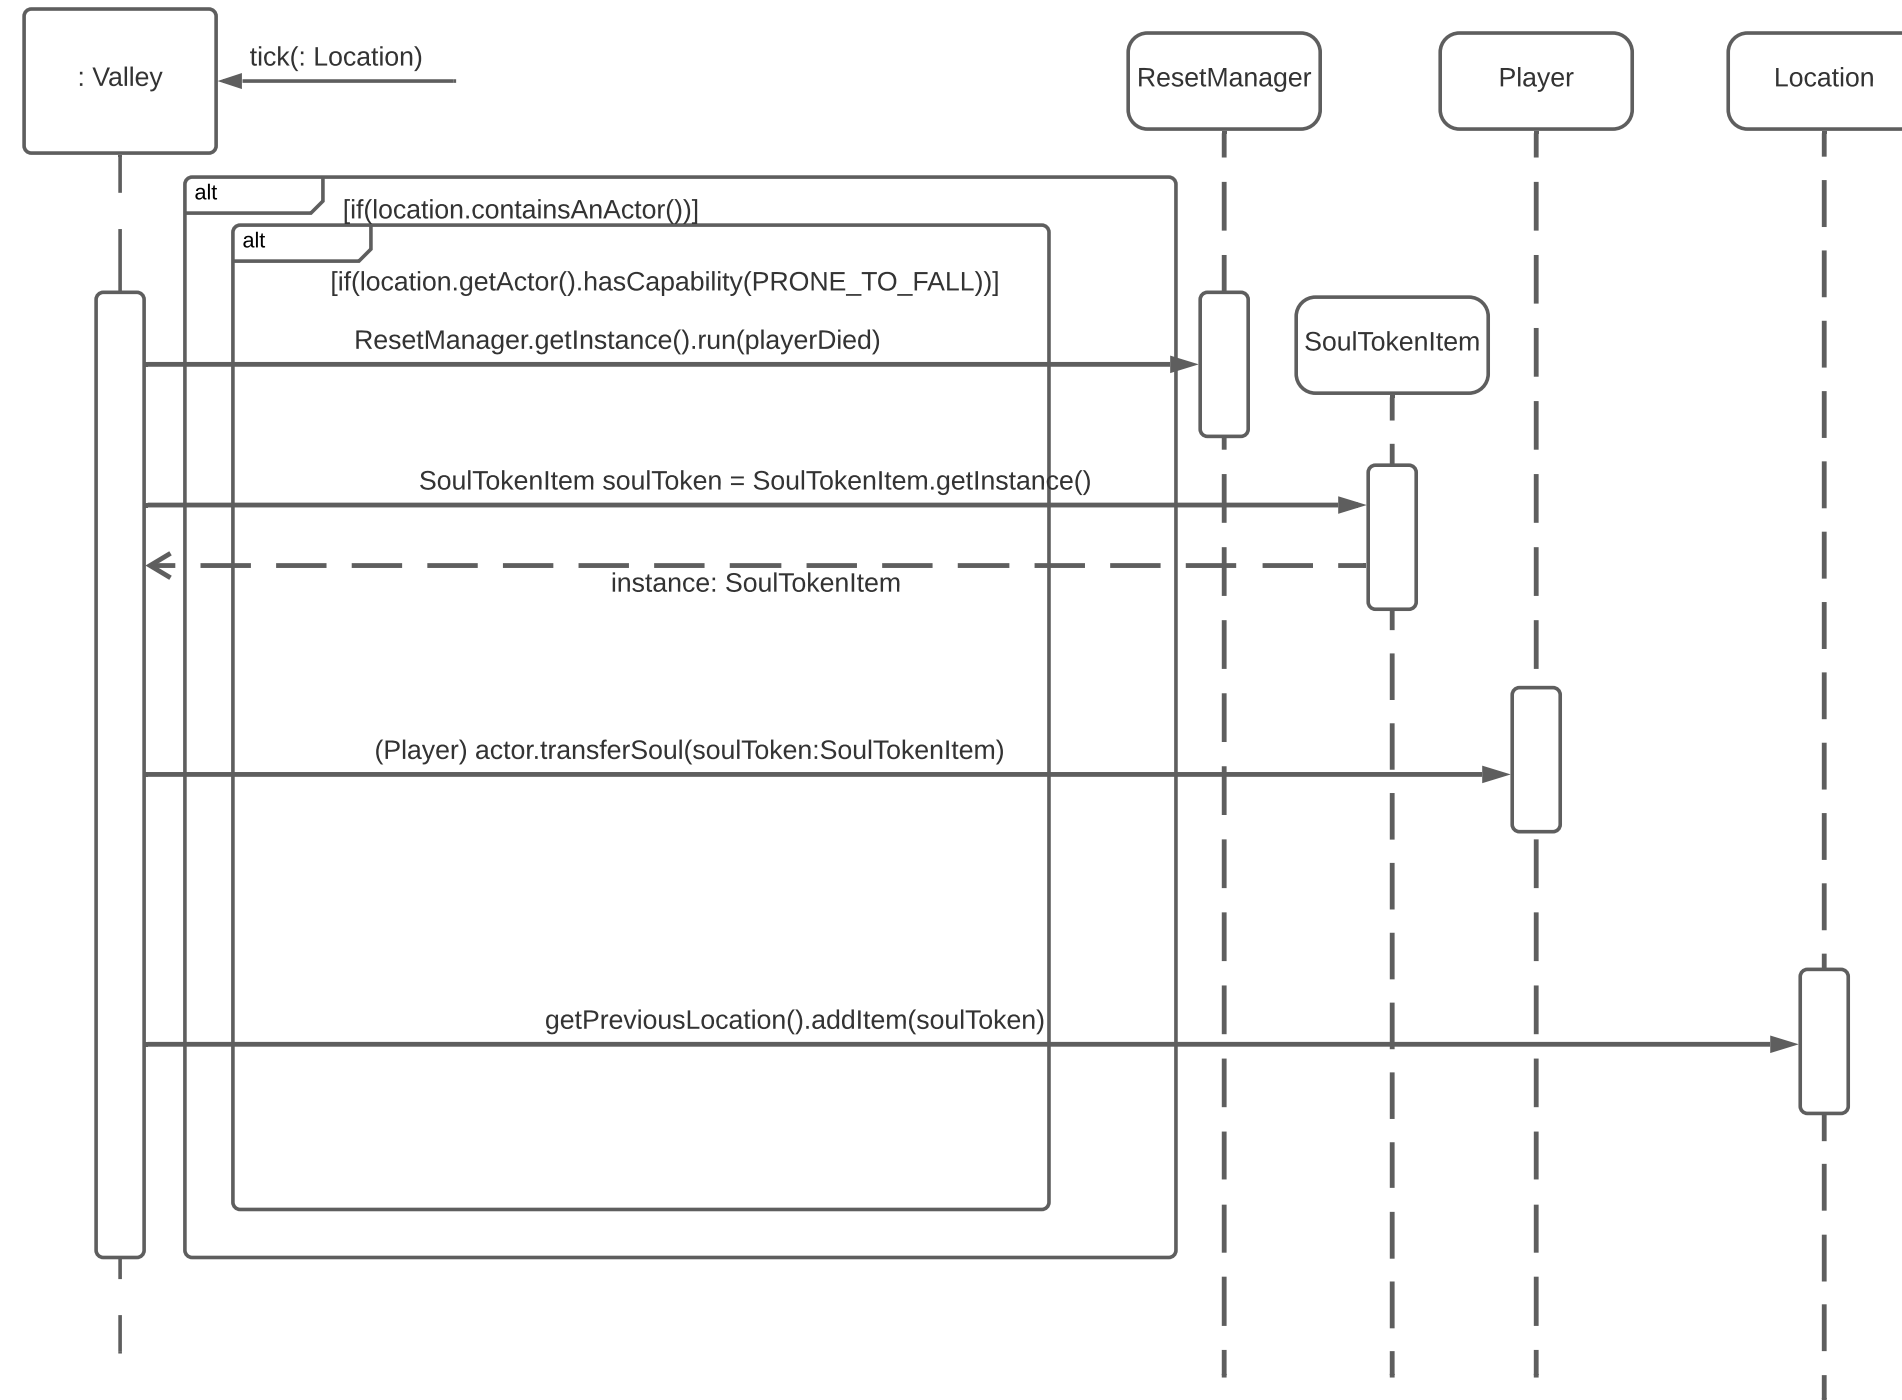 : Valley
tick(: Location)
ResetManager
Player
Location
alt
[if(location.containsAnActor())]
alt
[if(location.getActor().hasCapability(PRONE_TO_FALL))]
ResetManager.getInstance().run(playerDied)
SoulTokenItem
SoulTokenItem soulToken = SoulTokenItem.getInstance()
instance: SoulTokenItem
(Player) actor.transferSoul(soulToken:SoulTokenItem)
getPreviousLocation().addItem(soulToken)